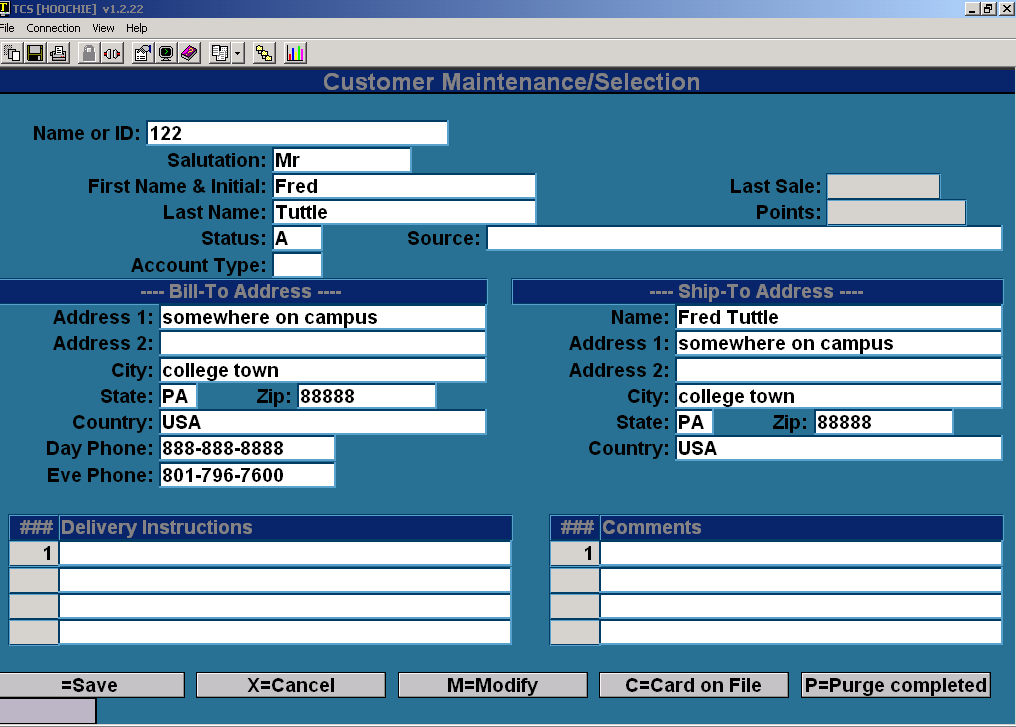 TCS [HOOCHIE] v1.2.22
File Connection View Help
Customer Maintenance/Selection
Name or ID: 122
Salutation: Mr
First Name & Initial: Fred Last Sale:
Last Name: Tuttle Points:
Status: A Source:
Account Type:
---- Bill-To Address ---- ---- Ship-To Address ----
Address 1: somewhere on campus Name: Fred Tuttle
Address 2: Address 1: somewhere on campus
City: college town Address 2:
State: PA Zip: 88888 City: college town
Country: USA State: PA Zip: 88888
Day Phone: 888-888-8888 Country: USA
Eve Phone: 801-796-7600
### Delivery Instructions ### Comments
1 1
=Save X=Cancel M=Modify C=Card on File P=Purge completed